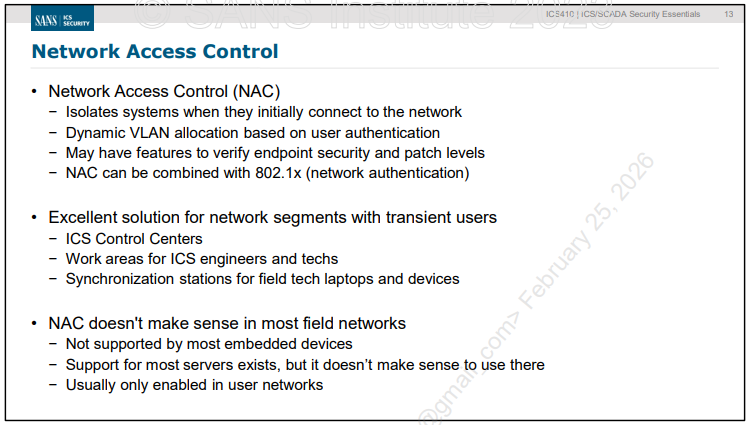 © SANS Institute 2026
SANS ICS SECURITY
ICS410 | ICS/SCADA Security Essentials 13
Network Access Control
• Network Access Control (NAC)
− Isolates systems when they initially connect to the network
− Dynamic VLAN allocation based on user authentication
− May have features to verify endpoint security and patch levels
− NAC can be combined with 802.1x (network authentication)
• Excellent solution for network segments with transient users
− ICS Control Centers
− Work areas for ICS engineers and techs
− Synchronization stations for field tech laptops and devices
• NAC doesn't make sense in most field networks
− Not supported by most embedded devices
− Support for most servers exists, but it doesn’t make sense to use there
− Usually only enabled in user networks
@gmail.com> February 25, 2026